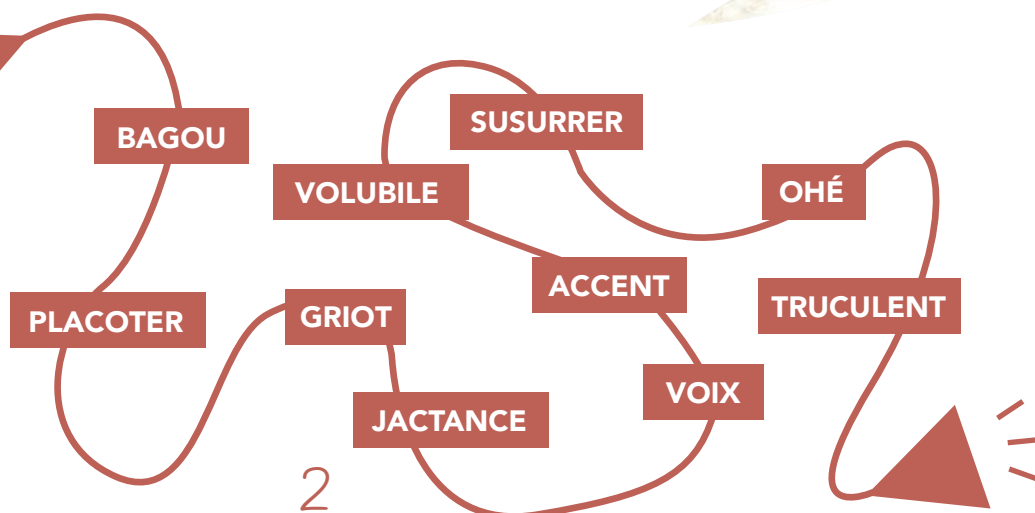 BAGOU
SUSURRER
VOLUBILE
OHÉ
ACCENT
PLACOTER
GRIOT
TRUCULENT
VOIX
JACTANCE
2